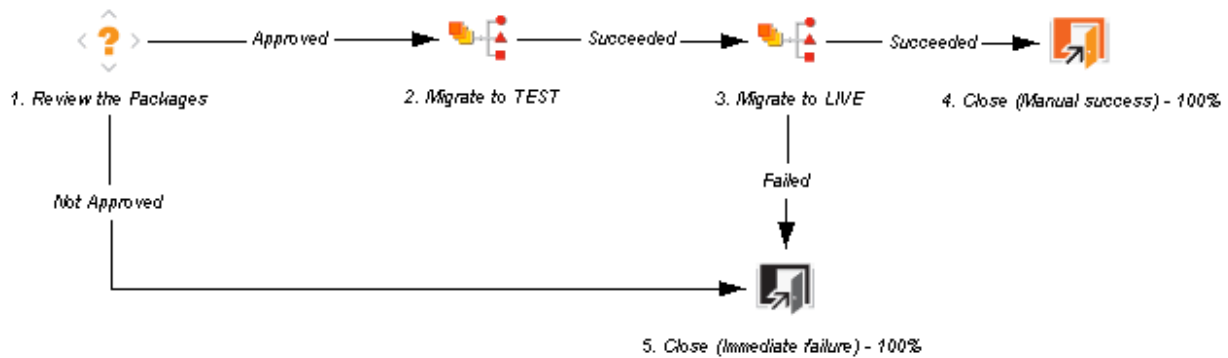 Approved
Succeeded
Succeeded
1. Review the Packages
2. Migrate to TEST
3. Migrate to LIVE
4. Close (Manual success) - 100%
Failed
Not Approved
5. Close (Immediate failure) - 100%